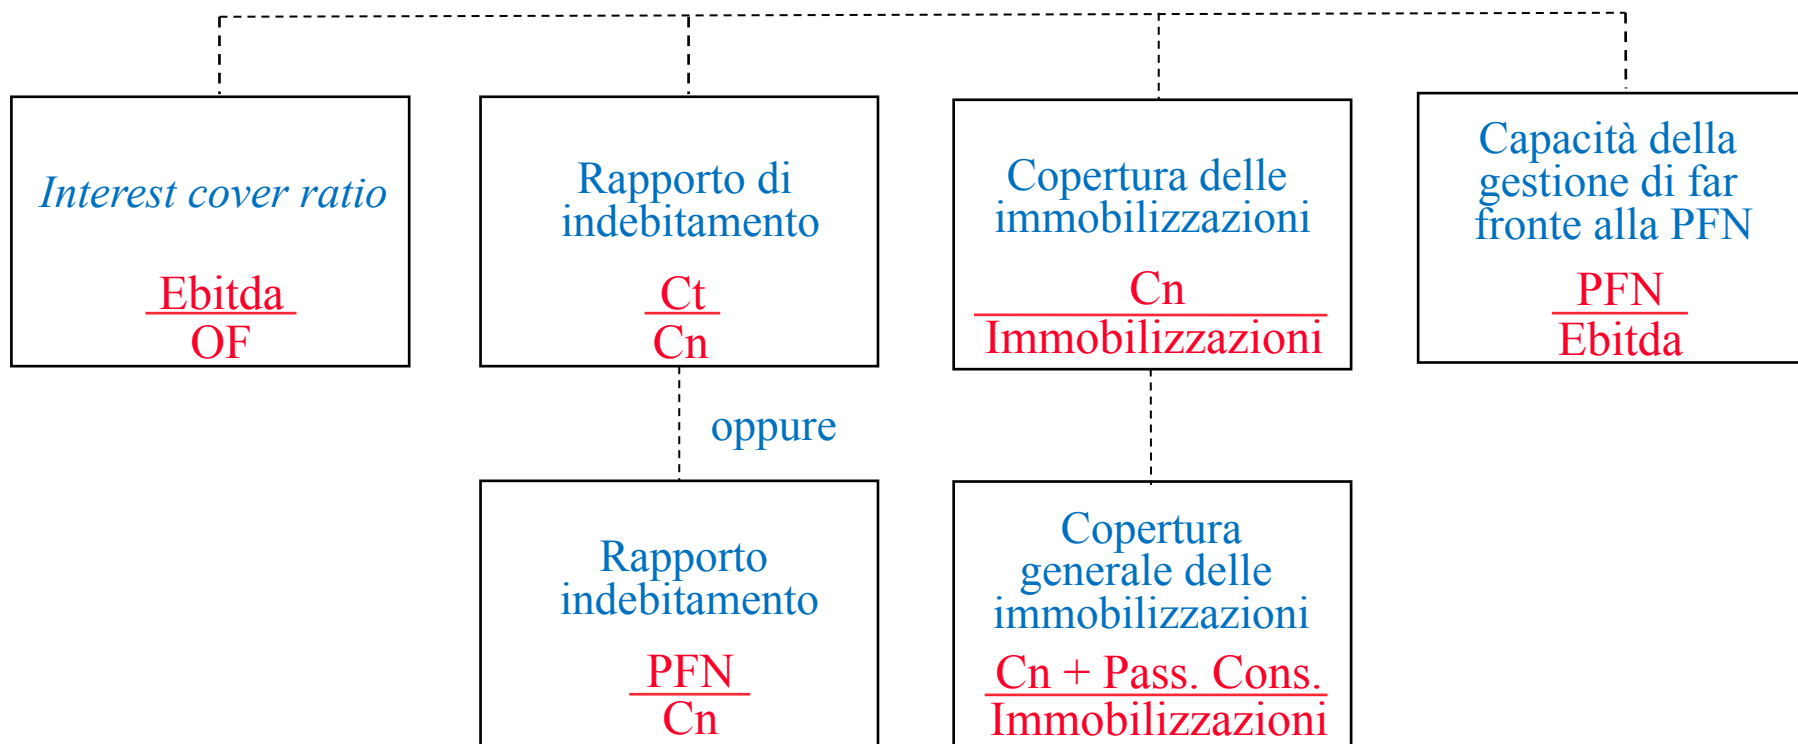 Interest cover ratio
Ebitda
OF
Rapporto di
indebitamento
Ct
Cn
Copertura delle
immobilizzazioni
Cn
Immobilizzazioni
Capacità della
gestione di far
fronte alla PFN
PFN
Ebitda
oppure
Rapporto
indebitamento
PFN
Cn
Copertura
generale delle
immobilizzazioni
Cn + Pass. Cons.
Immobilizzazioni